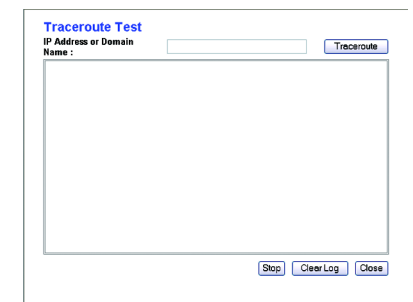 Traceroute Test
IP Address or Domain
Name :
Traceroute
Stop
Clear Log
Close